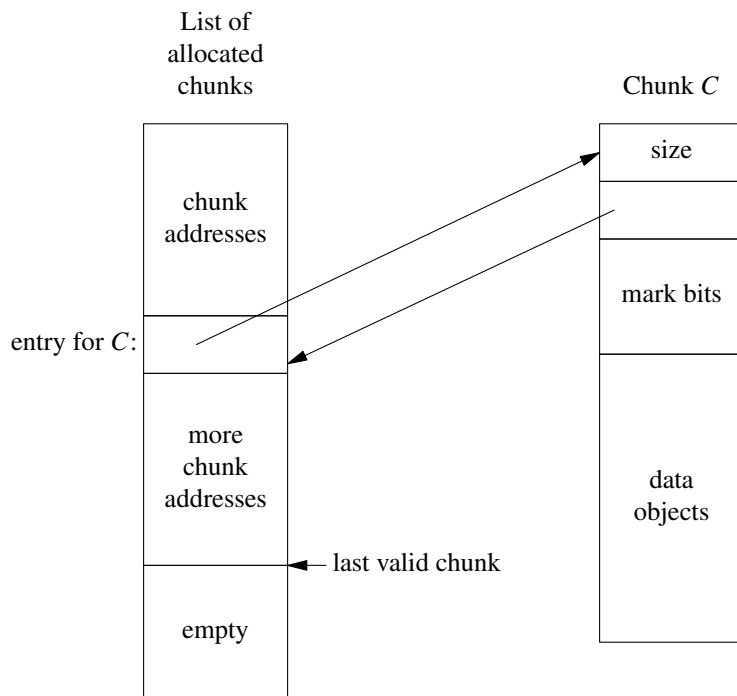 List of
allocated
chunks
Chunk C
size
chunk
addresses
mark bits
entry for C:
more
chunk
addresses
data
objects
last valid chunk
empty